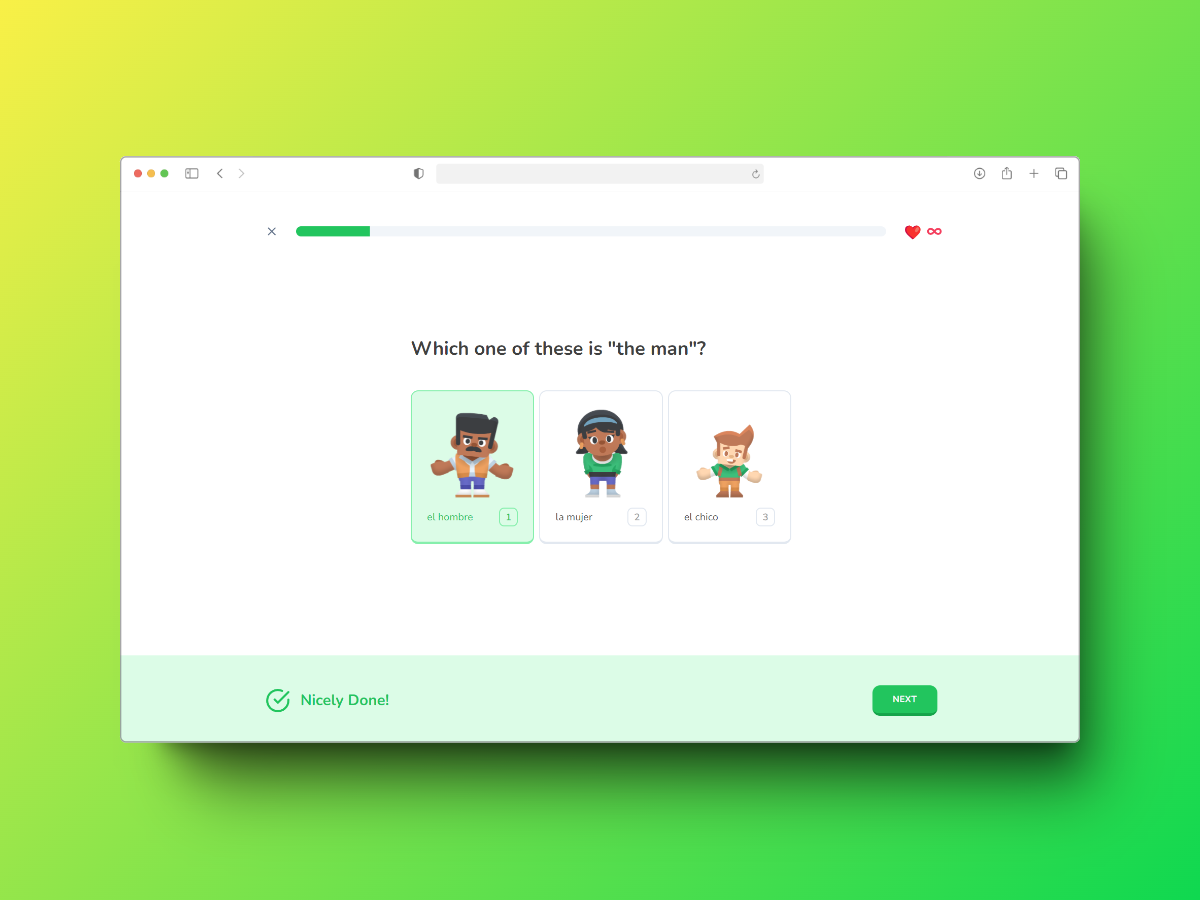 Which one of these is "the man"?
el hombre 1
la mujer 2
el chico 3
Nicely Done!
NEXT